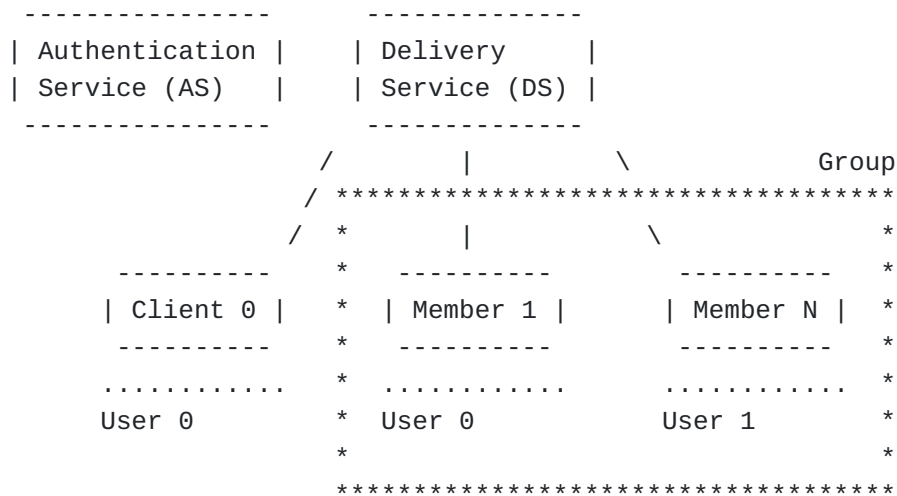 Authentication Delivery
Service (AS) Service (DS)
Group
Client 0 Member 1 Member N
User 0 User 0 User 1